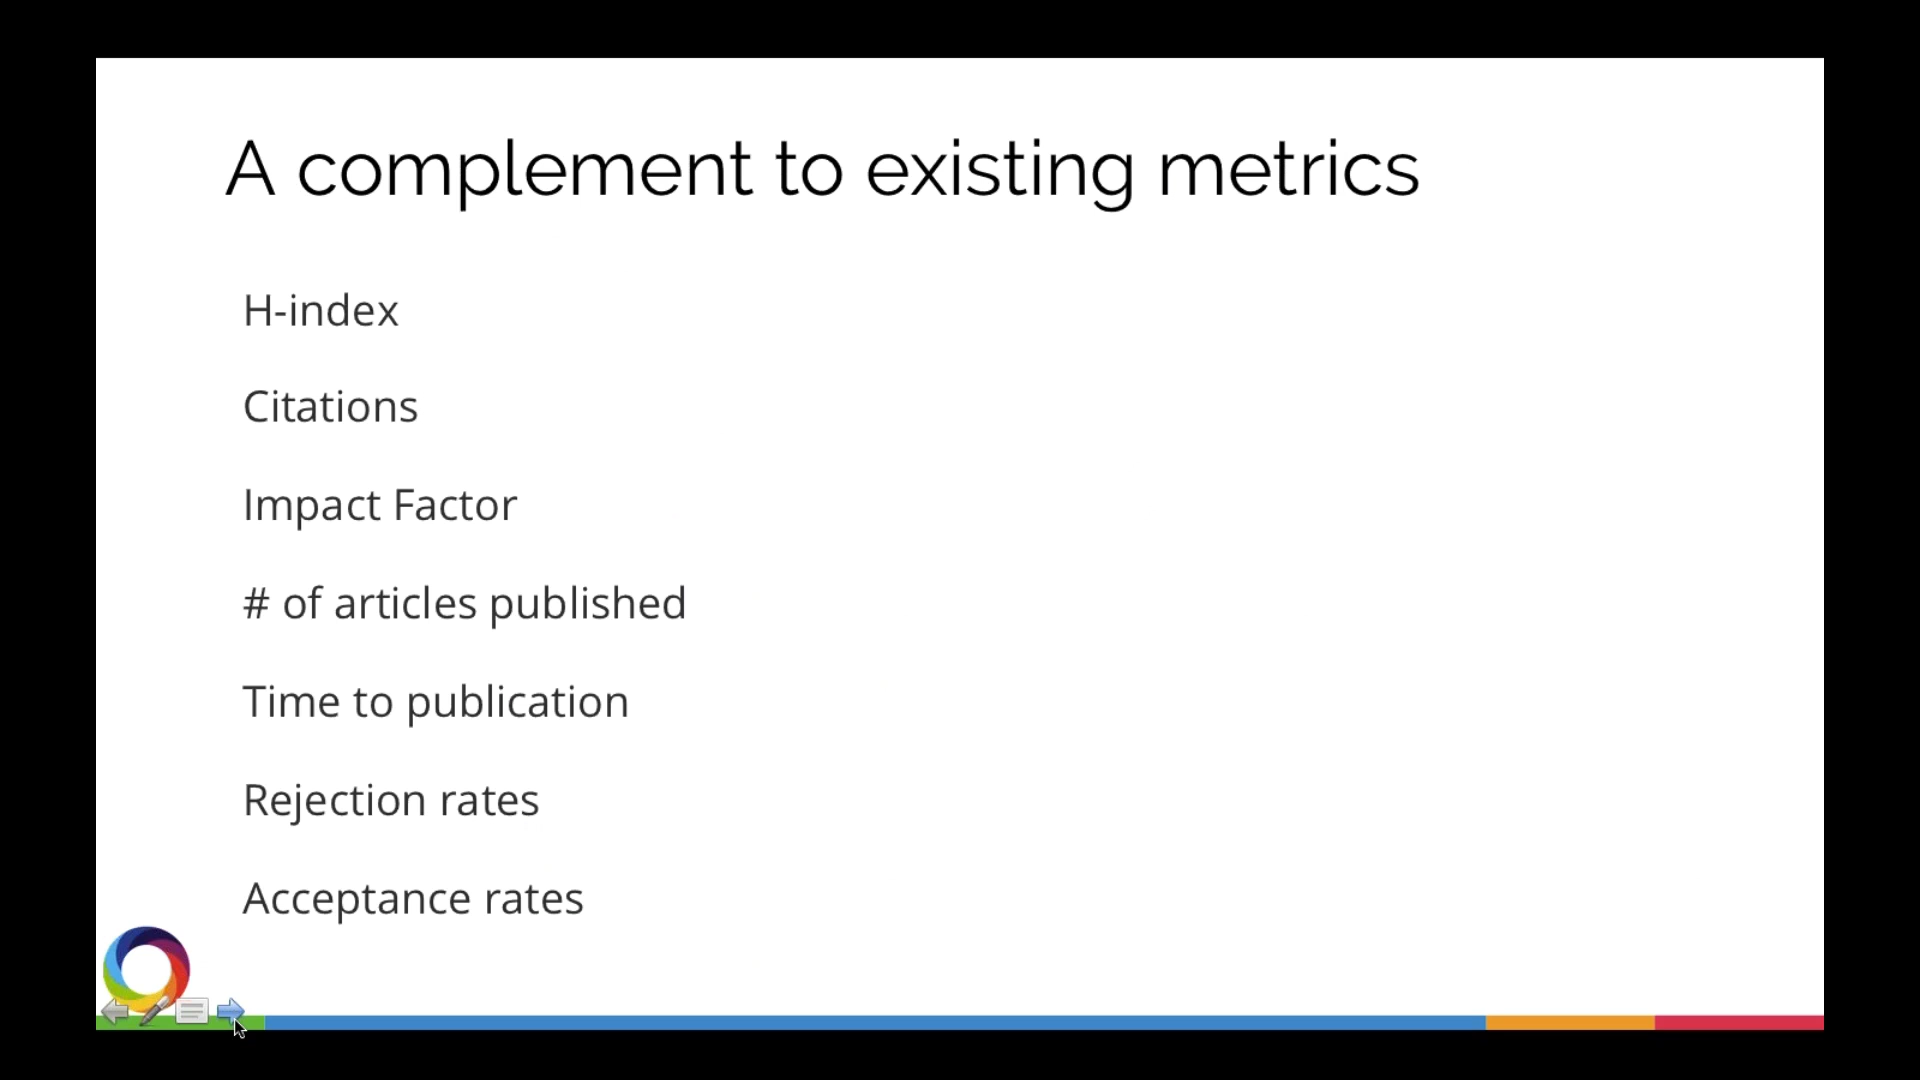 A complement to existing metrics
H-index
Citations
Impact Factor
# of articles published
Time to publication
Rejection rates
Acceptance rates